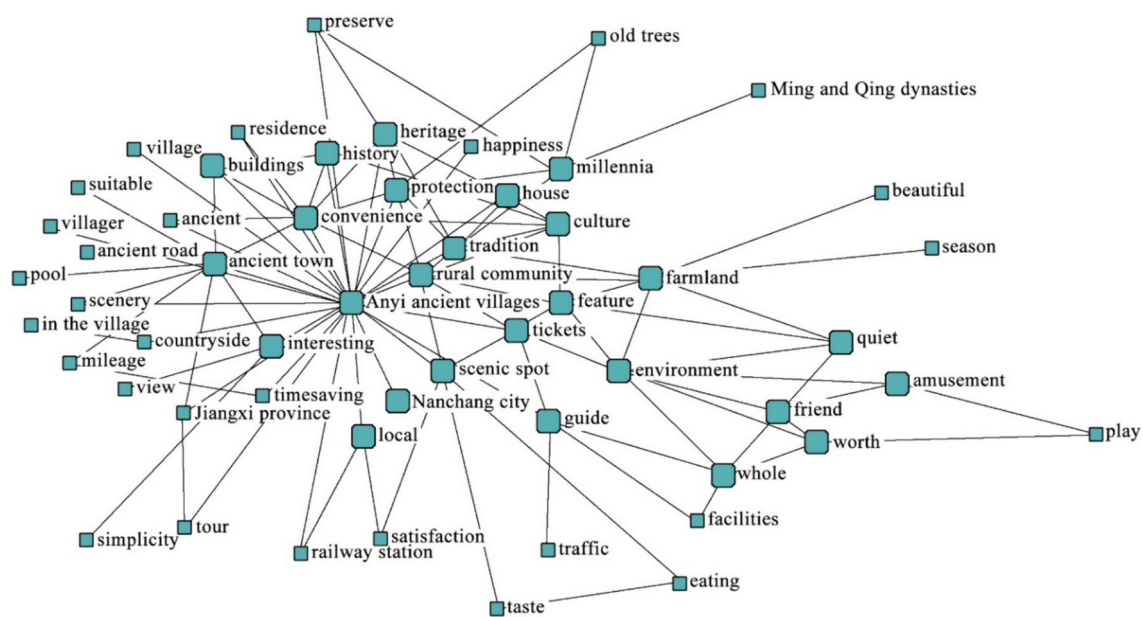 preserve
old trees
Ming and Qing dynasties
residence
heritage
village
history
happiness
buildings
millennia
suitable
protection
house
beautiful
villager
ancient
convenience
culture
ancient road
ancient town
tradition
season
pool
rural community
farmland
scenery
Anyi ancient villages
feature
in the village
countryside
interesting
tickets
quiet
mileage
scenic spot
environment
view
timesaving
Nanchang city
amusement
Jiangxi province
guide
friend
local
worth
play
whole
simplicity
tour
satisfaction
facilities
railway station
traffic
eating
taste